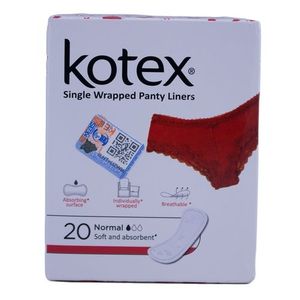 kotex®
Single Wrapped Panty Liners
Absorbing*
surface
Individually*
wrapped
Breathable*
20 Normal
Soft and absorbent*